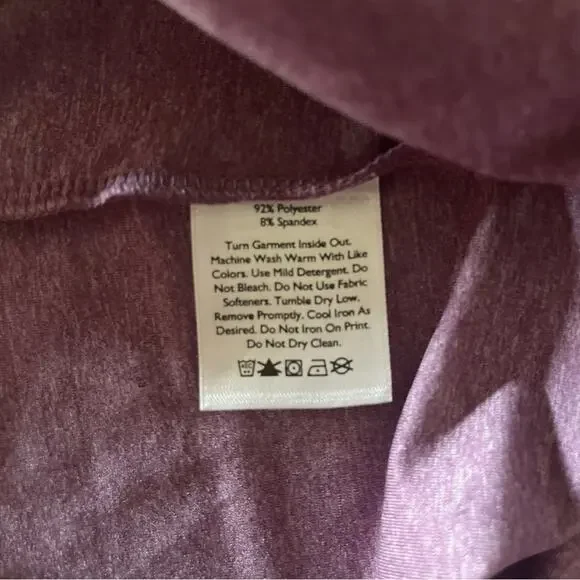 92% Polyester
8% Spandex
Turn Garment Inside Out.
Machine Wash Warm With Like
Colors. Use Mild Detergent. Do
Not Bleach. Do Not Use Fabric
Softeners. Tumble Dry Low.
Remove Promptly. Cool Iron As
Desired. Do Not Iron On Print.
Do Not Dry Clean.